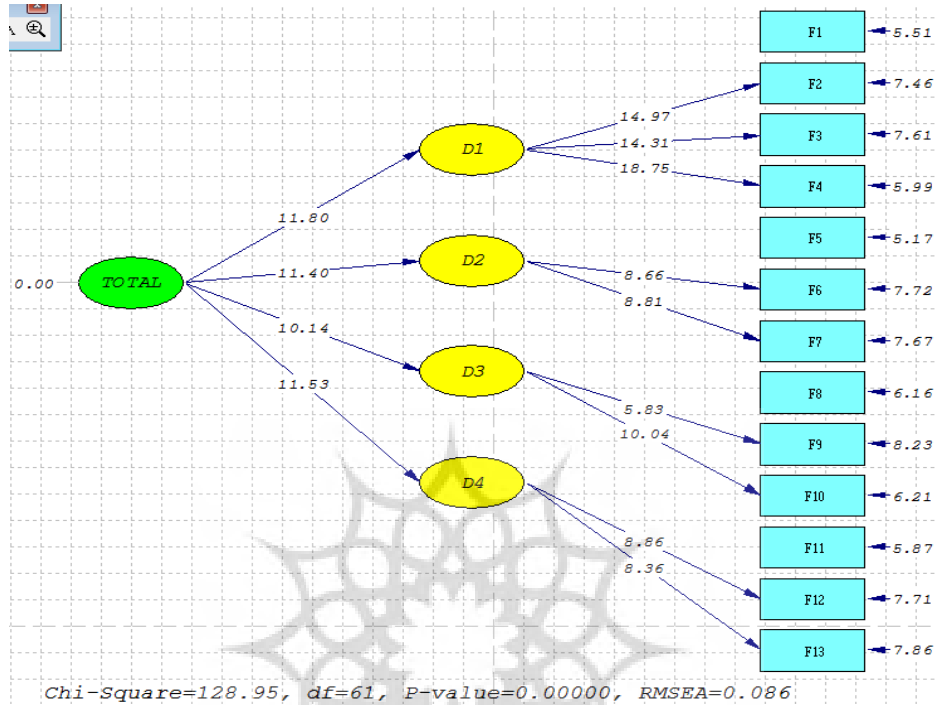 F1
5.51
F2
7.46
14.97
F3
7.61
D1
14.31
18.75
F4
5.99
11.80
F5
5.17
D2
11.40
8.66
F6
7.72
0.00
TOTAL
8.81
10.14
F7
7.67
D3
11.53
F8
6.16
5.83
10.04
F9
8.23
D4
F10
6.21
8.86
F11
5.87
8.36
F12
7.71
F13
7.86
Chi-Square=128.95, df=61, P-value=0.00000, RMSEA=0.086